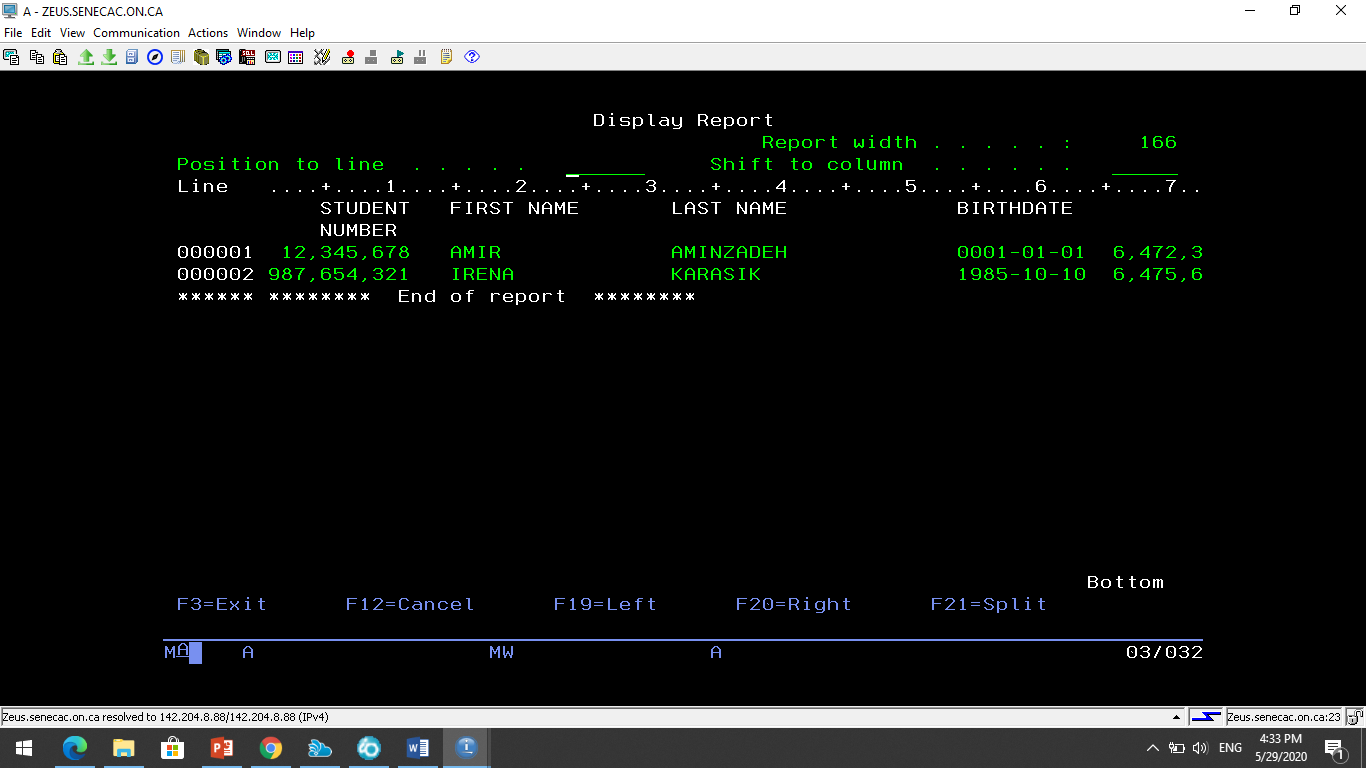 A - ZEUS.SENECAC.ON.CA
File Edit View Communication Actions Window Help
Display Report
Report width . . . . . : 166
Position to line . . . . . Shift to column . . . . . .
Line ....+....1....+....2....+....3....+....4....+....5....+....6....+....7..
STUDENT FIRST NAME LAST NAME BIRTHDATE
NUMBER
000001 12,345,678 AMIR AMINZADEH 0001-01-01 6,472,3
000002 987,654,321 IRENA KARASIK 1985-10-10 6,475,6
****** ******** End of report ********
Bottom
F3=Exit F12=Cancel F19=Left F20=Right F21=Split
MA A MW A 03/032
Zeus.senecac.on.ca resolved to 142.204.8.88/142.204.8.88 (IPv4) Zeus.senecac.on.ca:23
ENG 4:33 PM
5/29/2020 1